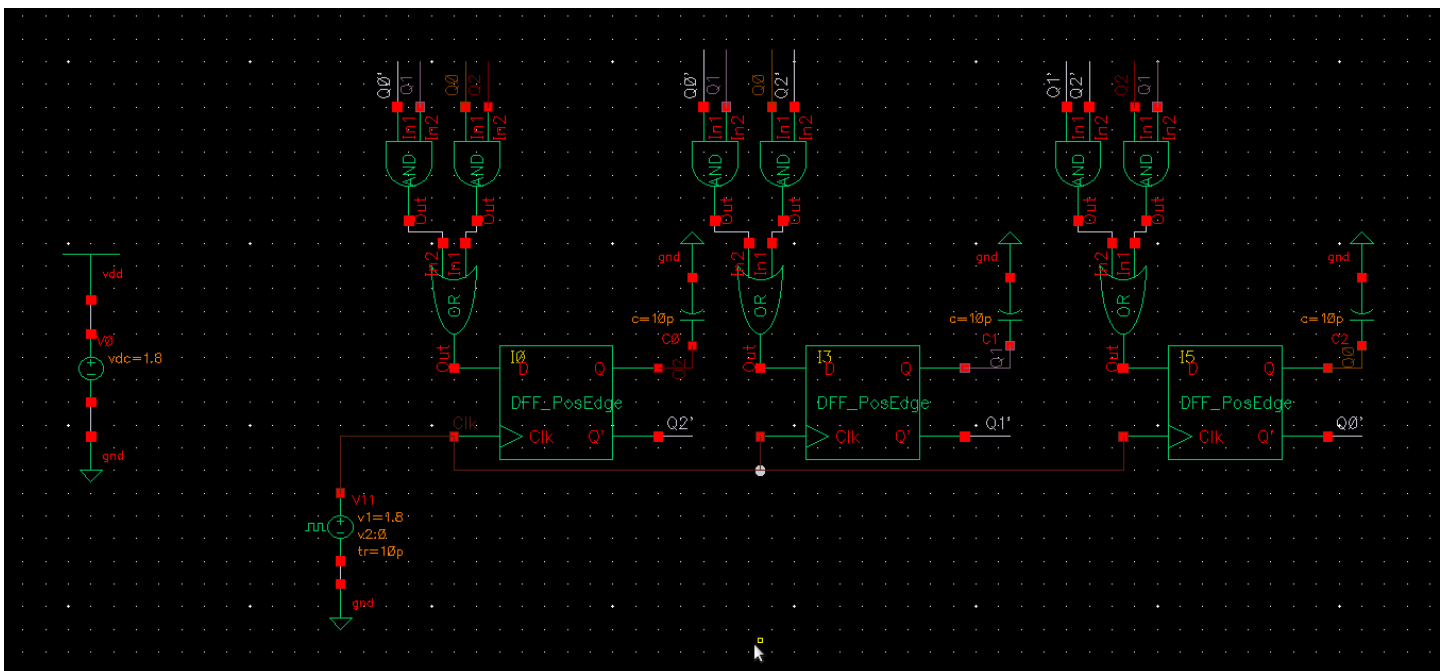 Q0' Q1 Q0 Q2 Q0' Q1 Q0 Q2' Q1' Q2' Q2 Q1
In1 In2 In1 In2 In1 In2 In1 In2 In1 In2 In1 In2
AND AND AND AND AND AND
Out Out Out Out Out Out
In2 In1 In2 In1 In2 In1
gnd gnd gnd
vdd
OR OR OR
c=10p c=10p c=10p
V0 C0 C1 C2
vdc=1.8
Out I0 Out I3 Out I5
D Q Q2 D Q Q1 D Q Q0
DFF_PosEdge DFF_PosEdge DFF_PosEdge
Clk Q2' Q1' Q0'
Clk Q' Clk Q' Clk Q'
gnd
V11
v1=1.8
v2:0
tr=10p
gnd